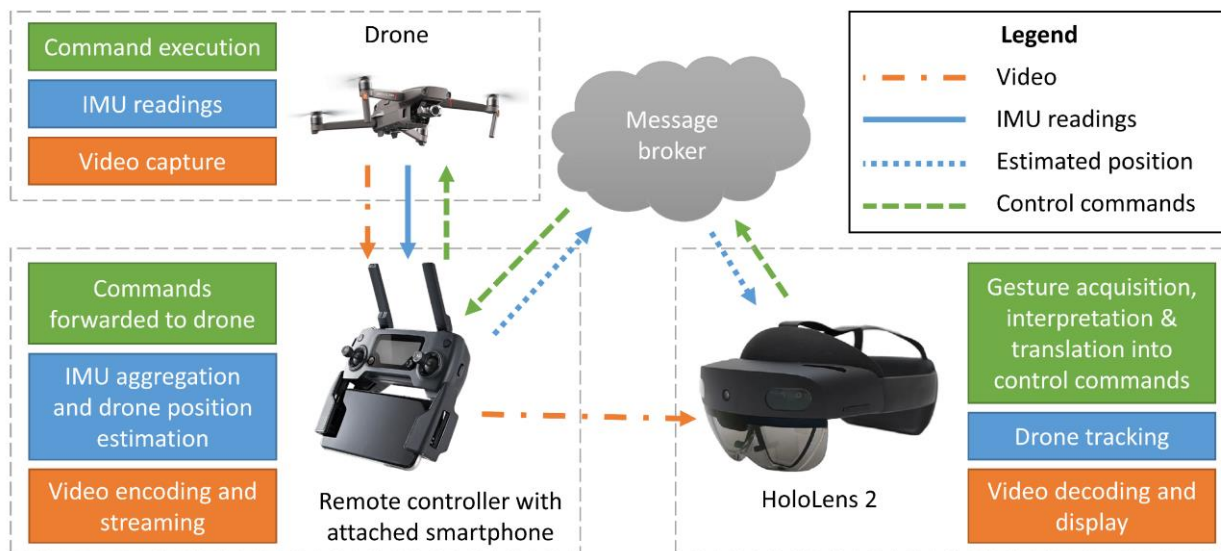 Command execution
IMU readings
Video capture
Drone
Message
broker
Legend
Video
IMU readings
Estimated position
Control commands
Commands
forwarded to drone
IMU aggregation
and drone position
estimation
Video encoding and
streaming
Remote controller with
attached smartphone
HoloLens 2
Gesture acquisition,
interpretation &
translation into
control commands
Drone tracking
Video decoding and
display